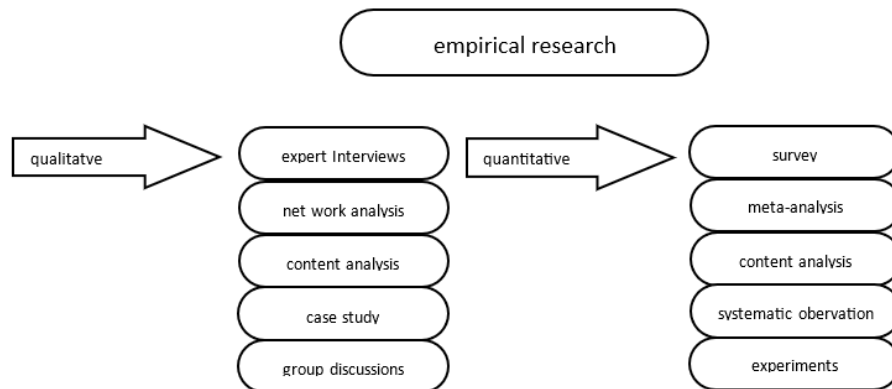 empirical research
qualitatve
expert Interviews
net work analysis
content analysis
case study
group discussions
quantitative
survey
meta-analysis
content analysis
systematic obervation
experiments